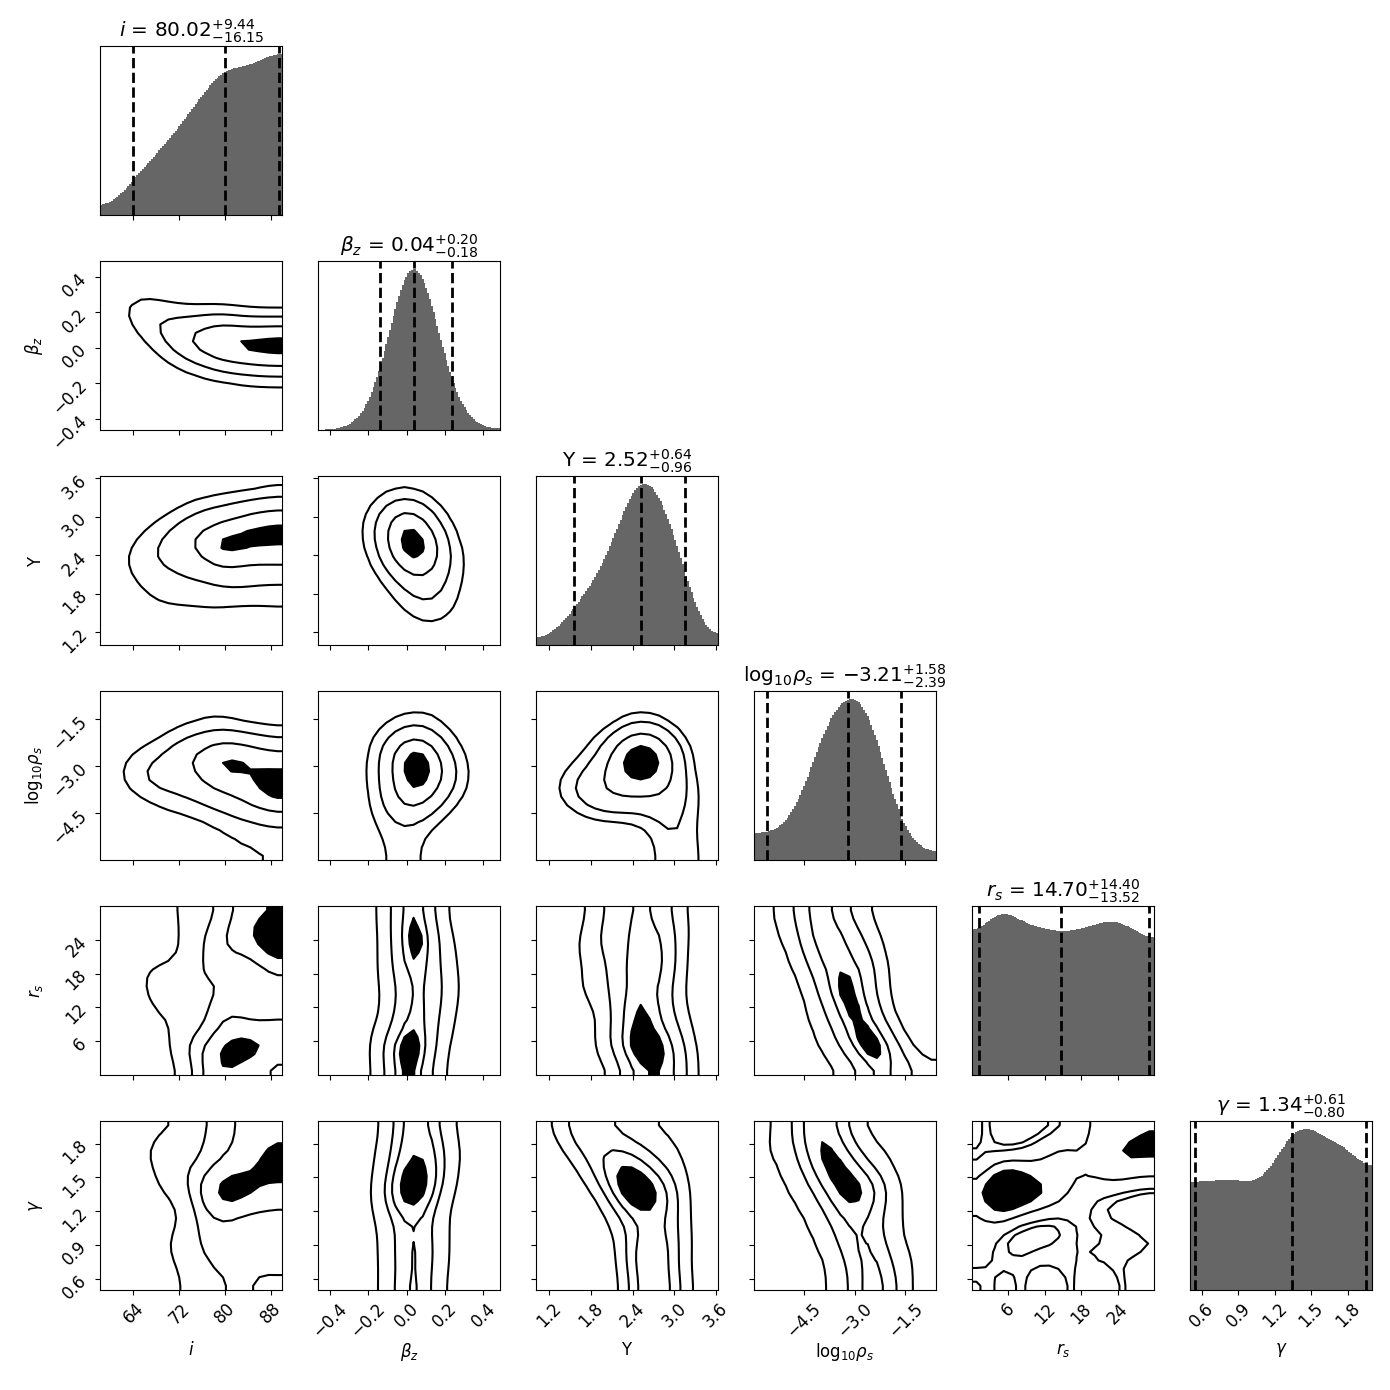 i = 80.02^{+9.44}_{−16.15}
β_z = 0.04^{+0.20}_{−0.18}
0.4
0.2
0.0
−0.2
−0.4
β_z
Y = 2.52^{+0.64}_{−0.96}
3.6
3.0
2.4
1.8
1.2
Y
log₁₀ρ_s = −3.21^{+1.58}_{−2.39}
−1.5
−3.0
−4.5
log₁₀ρ_s
r_s = 14.70^{+14.40}_{−13.52}
24
18
12
6
r_s
γ = 1.34^{+0.61}_{−0.80}
1.8
1.5
1.2
0.9
0.6
γ
64 72 80 88
−0.4 −0.2 0.0 0.2 0.4
1.2 1.8 2.4 3.0 3.6
−4.5 −3.0 −1.5
6 12 18 24
0.6 0.9 1.2 1.5 1.8
i
β_z
Y
log₁₀ρ_s
r_s
γ